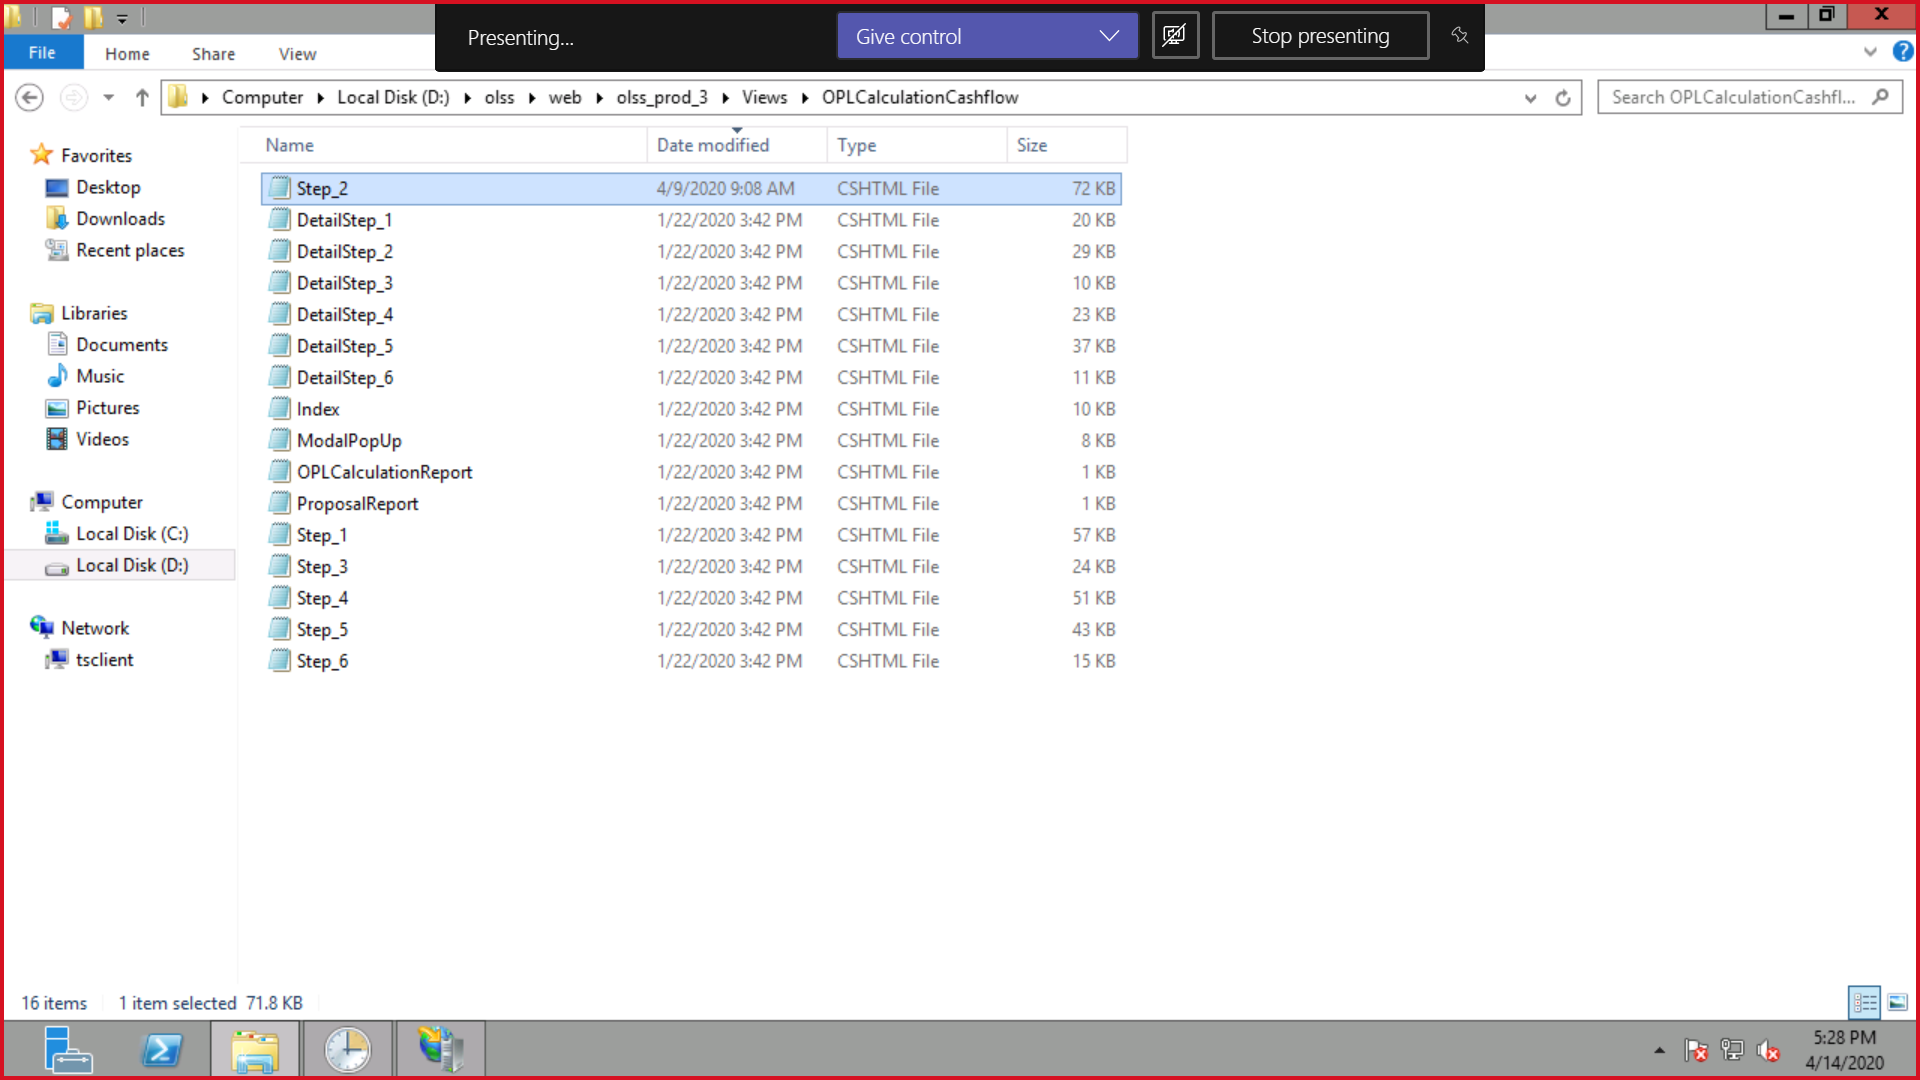 Presenting...
Give control
Stop presenting
File Home Share View
Computer Local Disk (D:) olss web olss_prod_3 Views OPLCalculationCashflow
Search OPLCalculationCashfl...
Favorites
Desktop
Downloads
Recent places
Libraries
Documents
Music
Pictures
Videos
Computer
Local Disk (C:)
Local Disk (D:)
Network
tsclient
Name Date modified Type Size
Step_2 4/9/2020 9:08 AM CSHTML File 72 KB
DetailStep_1 1/22/2020 3:42 PM CSHTML File 20 KB
DetailStep_2 1/22/2020 3:42 PM CSHTML File 29 KB
DetailStep_3 1/22/2020 3:42 PM CSHTML File 10 KB
DetailStep_4 1/22/2020 3:42 PM CSHTML File 23 KB
DetailStep_5 1/22/2020 3:42 PM CSHTML File 37 KB
DetailStep_6 1/22/2020 3:42 PM CSHTML File 11 KB
Index 1/22/2020 3:42 PM CSHTML File 10 KB
ModalPopUp 1/22/2020 3:42 PM CSHTML File 8 KB
OPLCalculationReport 1/22/2020 3:42 PM CSHTML File 1 KB
ProposalReport 1/22/2020 3:42 PM CSHTML File 1 KB
Step_1 1/22/2020 3:42 PM CSHTML File 57 KB
Step_3 1/22/2020 3:42 PM CSHTML File 24 KB
Step_4 1/22/2020 3:42 PM CSHTML File 51 KB
Step_5 1/22/2020 3:42 PM CSHTML File 43 KB
Step_6 1/22/2020 3:42 PM CSHTML File 15 KB
16 items 1 item selected 71.8 KB
5:28 PM
4/14/2020